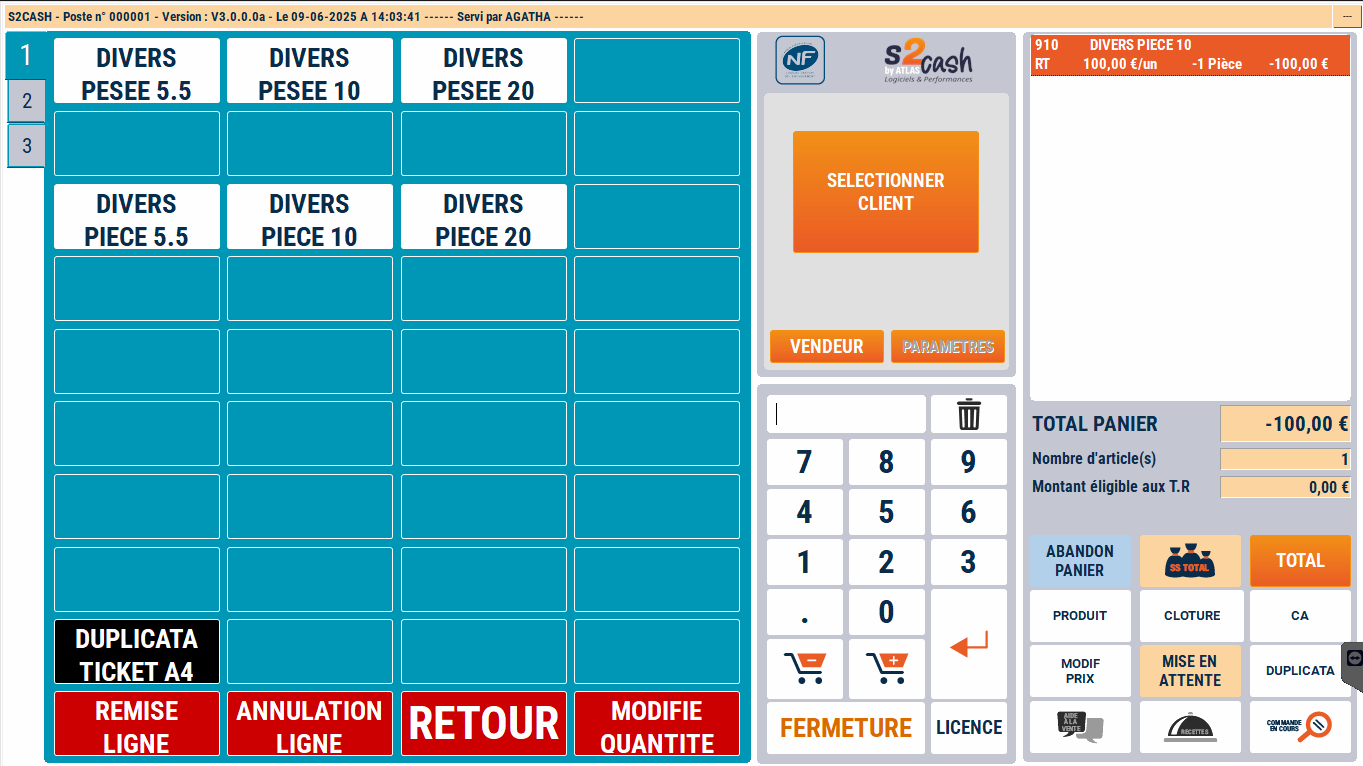 S2CASH - Poste n° 000001 - Version : V3.0.0.0a - Le 09-06-2025 A 14:03:41 ------ Servi par AGATHA ------
---
1
2
3
DIVERS
PESEE 5.5
DIVERS
PESEE 10
DIVERS
PESEE 20
DIVERS
PIECE 5.5
DIVERS
PIECE 10
DIVERS
PIECE 20
DUPLICATA
TICKET A4
REMISE
LIGNE
ANNULATION
LIGNE
RETOUR
MODIFIE
QUANTITE
NF
S2cash
by ATLAS
Logiciels & Performances
SELECTIONNER
CLIENT
VENDEUR
PARAMETRES
7
8
9
4
5
6
1
2
3
.
0
FERMETURE
LICENCE
910 DIVERS PIECE 10
RT 100,00 €/un -1 Pièce -100,00 €
TOTAL PANIER -100,00 €
Nombre d'article(s) 1
Montant éligible aux T.R 0,00 €
ABANDON
PANIER
SS TOTAL
TOTAL
PRODUIT
CLOTURE
CA
MODIF
PRIX
MISE EN
ATTENTE
DUPLICATA
AIDE
A LA
VENTE
RECETTES
COMMANDE
EN COURS